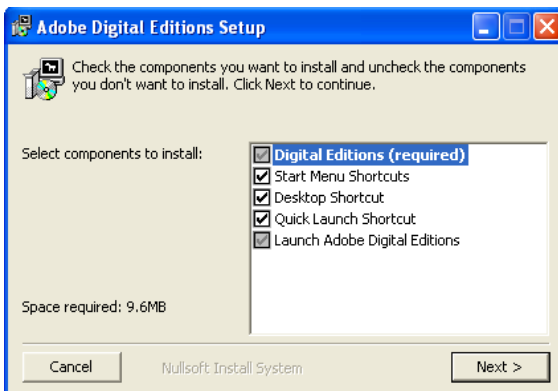 Adobe Digital Editions Setup
Check the components you want to install and uncheck the components
you don't want to install. Click Next to continue.
Select components to install:
Digital Editions (required)
Start Menu Shortcuts
Desktop Shortcut
Quick Launch Shortcut
Launch Adobe Digital Editions
Space required: 9.6MB
Cancel
Nullsoft Install System
Next >